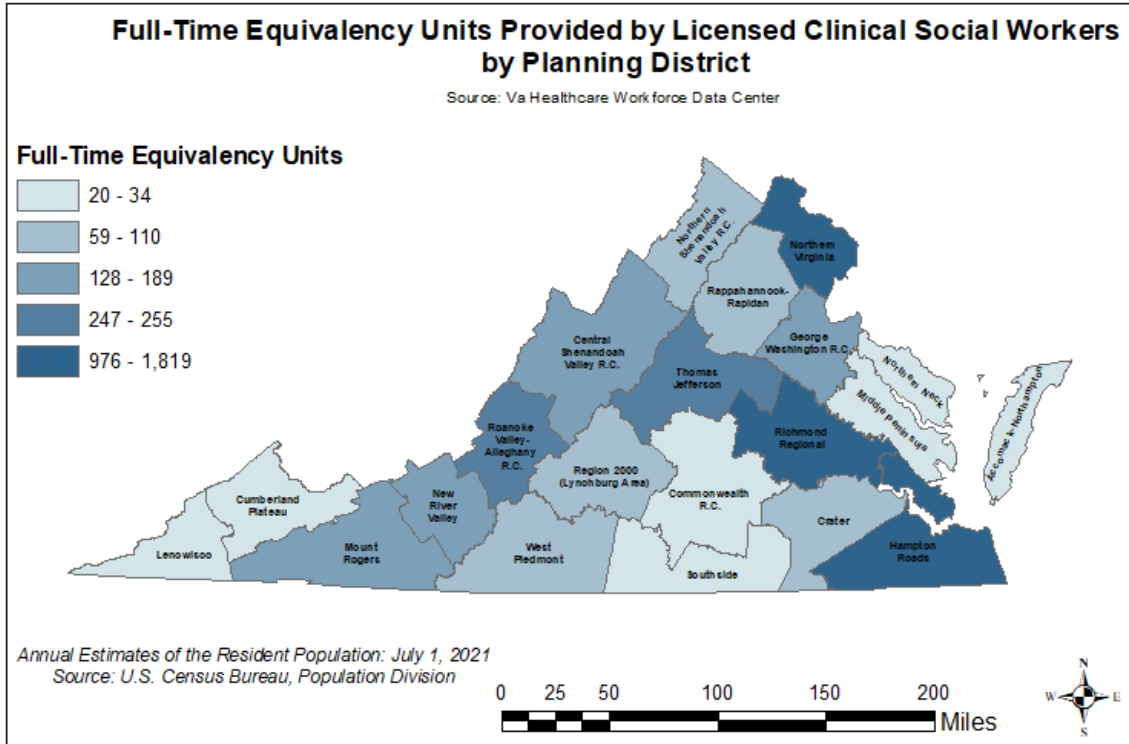 Full-Time Equivalency Units Provided by Licensed Clinical Social Workers
by Planning District
Source: Va Healthcare Workforce Data Center
Full-Time Equivalency Units
20 - 34
59 - 110
128 - 189
247 - 255
976 - 1,819
Northern
Shenandoah
Valley R.C.
Northern
Virginia
Rappahannock-
Rapidan
Central
Shenandoah
Valley R.C.
George
Washington R.C.
Northern Neck
Thomas
Jefferson
Middle Peninsula
Accomack-Northampton
Roanoke
Valley-
Alleghany
R.C.
Richmond
Regional
Region 2000
(Lynchburg Area)
Commonwealth
R.C.
Cumberland
Plateau
New
River
Valley
Crater
Lenowisco
Mount
Rogers
West
Piedmont
Southside
Hampton
Roads
Annual Estimates of the Resident Population: July 1, 2021
Source: U.S. Census Bureau, Population Division
0 25 50 100 150 200
Miles
N
W E
S